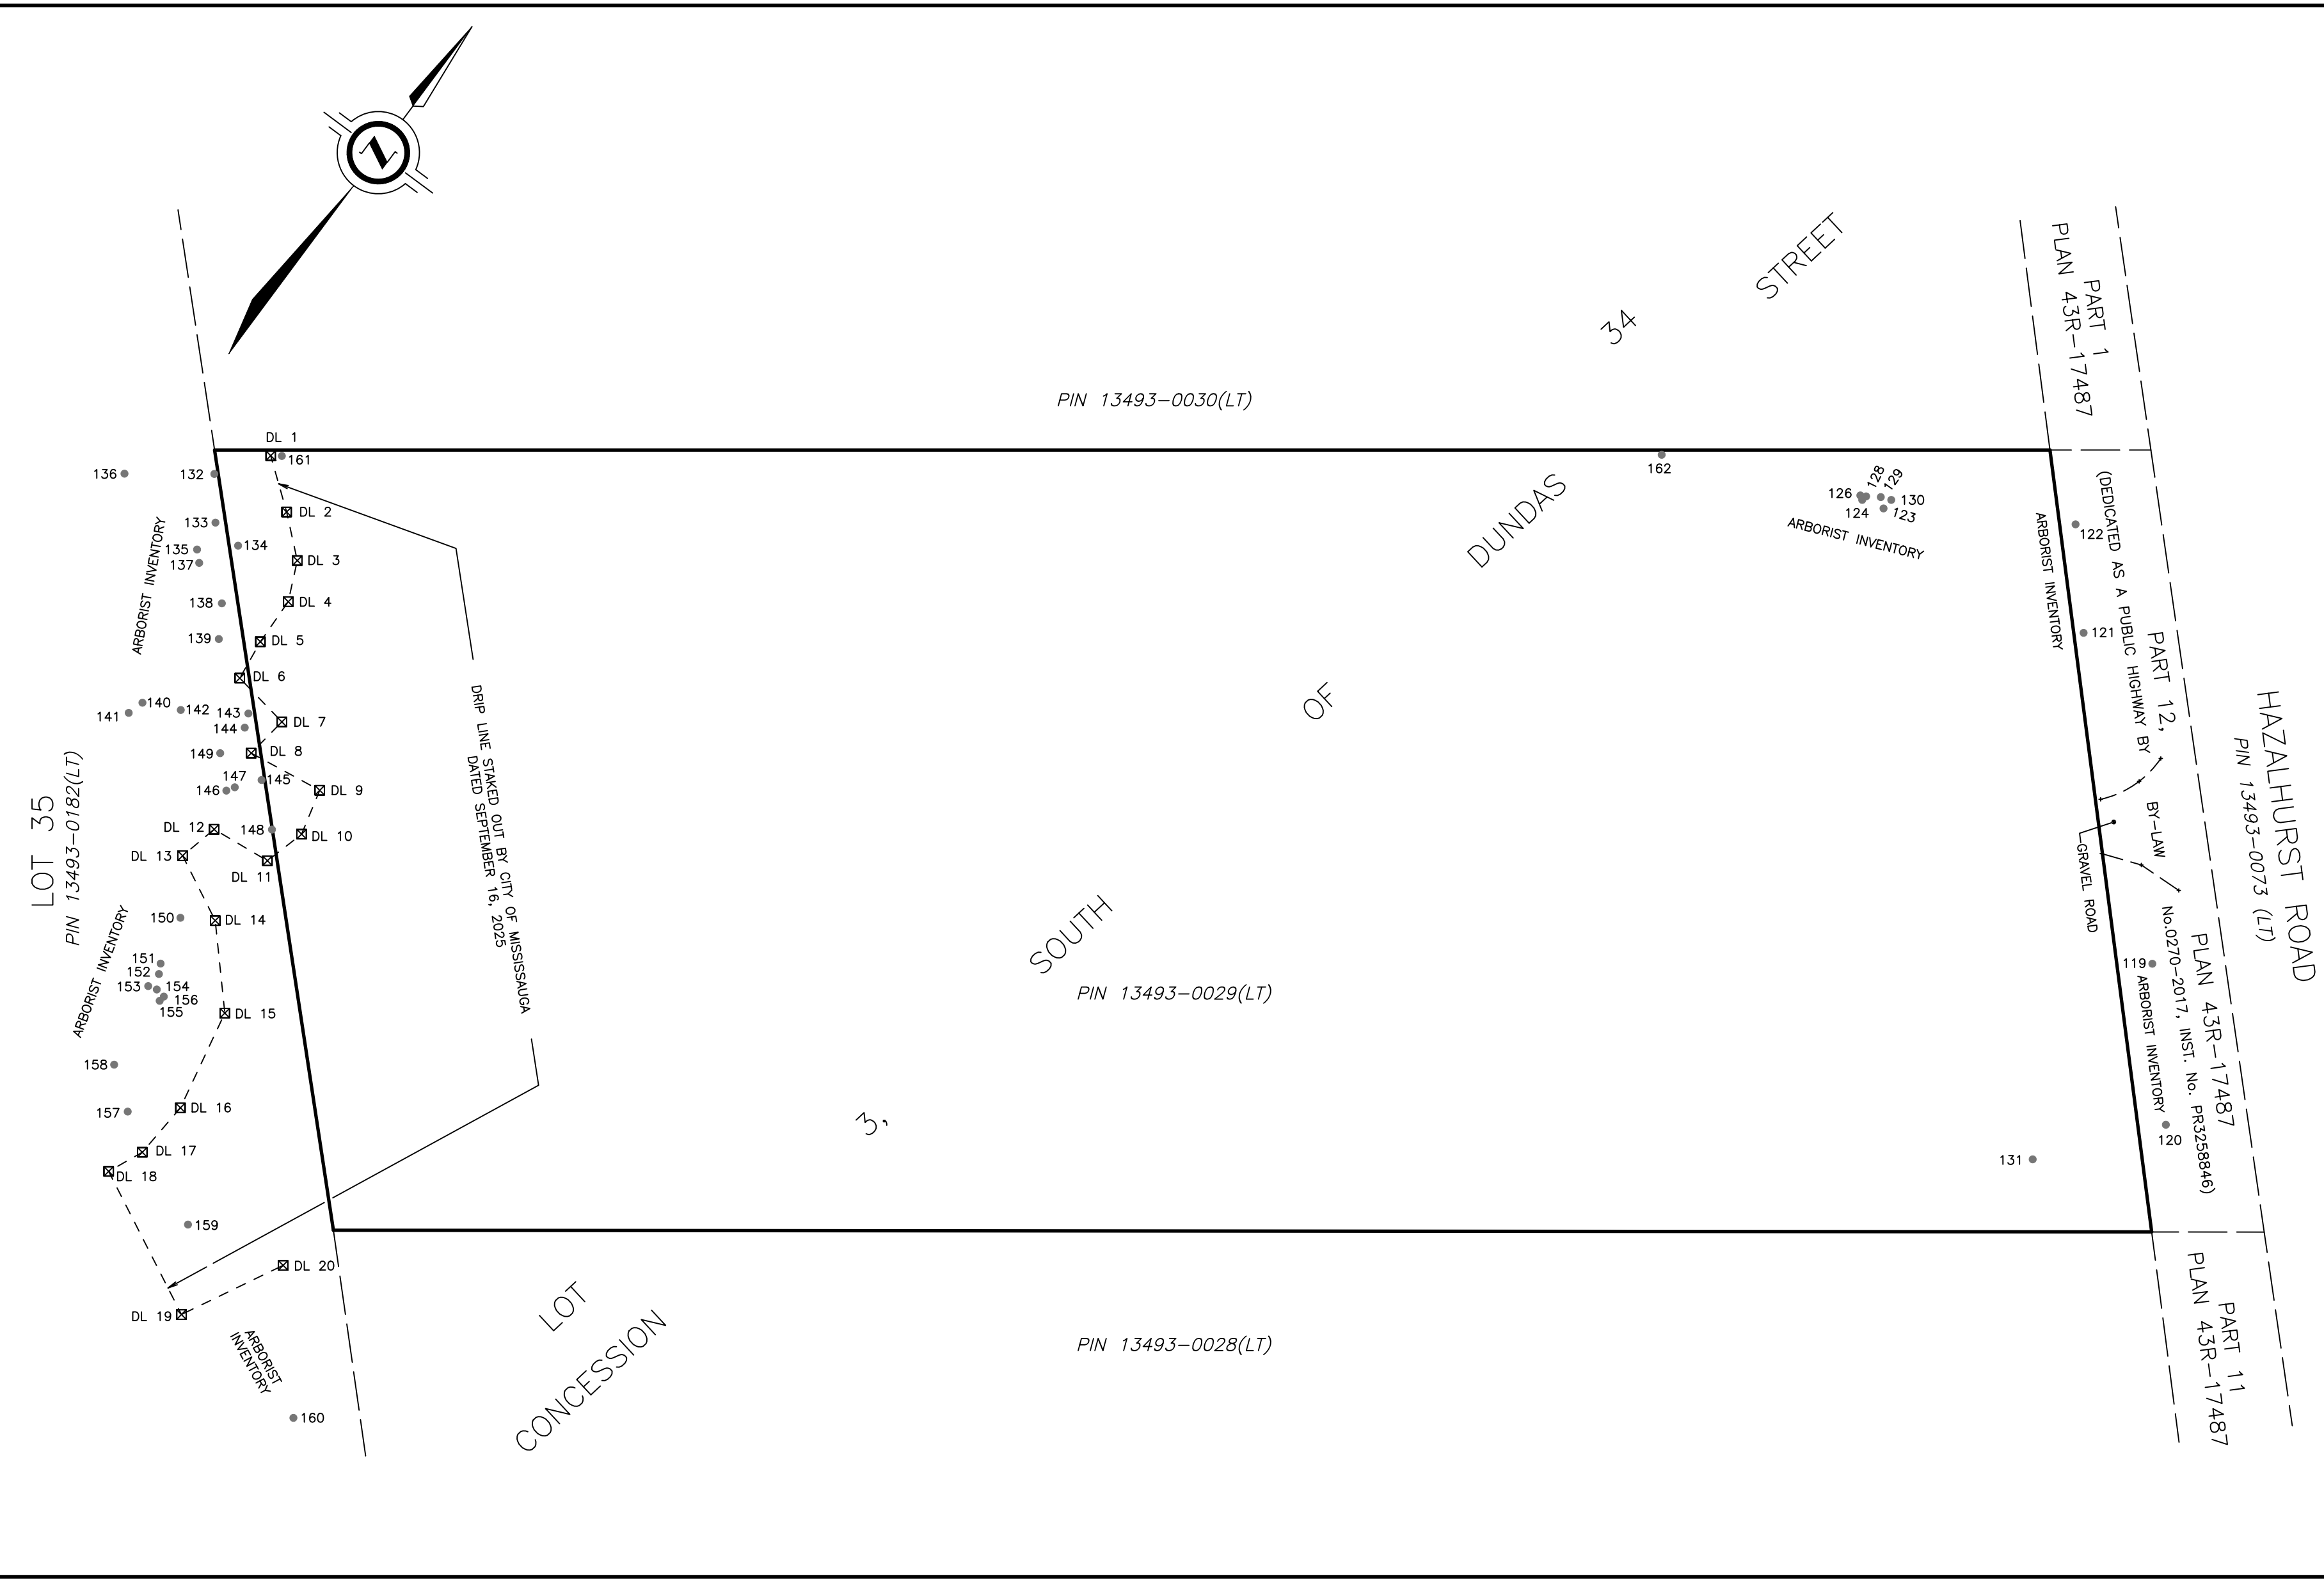 N
STREET
34
PART 1
PLAN 43R-17487
PIN 13493-0030(LT)
DL 1
161
136
132
162
128
129
126
130
124
123
ARBORIST INVENTORY
DUNDAS
DL 2
133
134
135
137
DL 3
ARBORIST INVENTORY
138
DL 4
139
DL 5
DL 6
140
141
142
143
144
DL 7
149
DL 8
147
146
145
DL 9
DL 12
148
DL 10
DL 13
DL 11
LOT 35
PIN 13493-0182(LT)
150
DL 14
ARBORIST INVENTORY
151
152
153
154
156
155
DL 15
158
157
DL 16
DL 17
DL 18
159
DL 20
DL 19
ARBORIST
INVENTORY
160
DRIP LINE STAKED OUT BY CITY OF MISSISSAUGA
DATED SEPTEMBER 16, 2025
OF
SOUTH
PIN 13493-0029(LT)
3,
LOT
CONCESSION
PIN 13493-0028(LT)
122
ARBORIST INVENTORY
121
(DEDICATED AS A PUBLIC HIGHWAY BY
PART 12,
BY-LAW
GRAVEL ROAD
No.0270-2017, INST. No. PR3258846)
PLAN 43R-17487
119
ARBORIST INVENTORY
120
131
HAZALHURST ROAD
PIN 13493-0073 (LT)
PART 11
PLAN 43R-17487